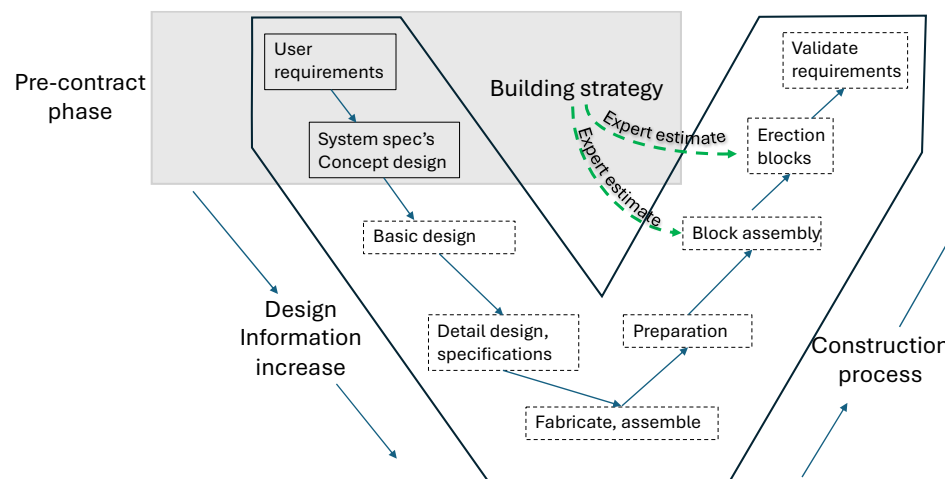 Pre-contract
phase
User
requirements
System spec's
Concept design
Basic design
Detail design,
specifications
Fabricate, assemble
Design
Information
increase
Building strategy
Expert estimate
Expert estimate
Validate
requirements
Erection
blocks
Block assembly
Preparation
Construction
process